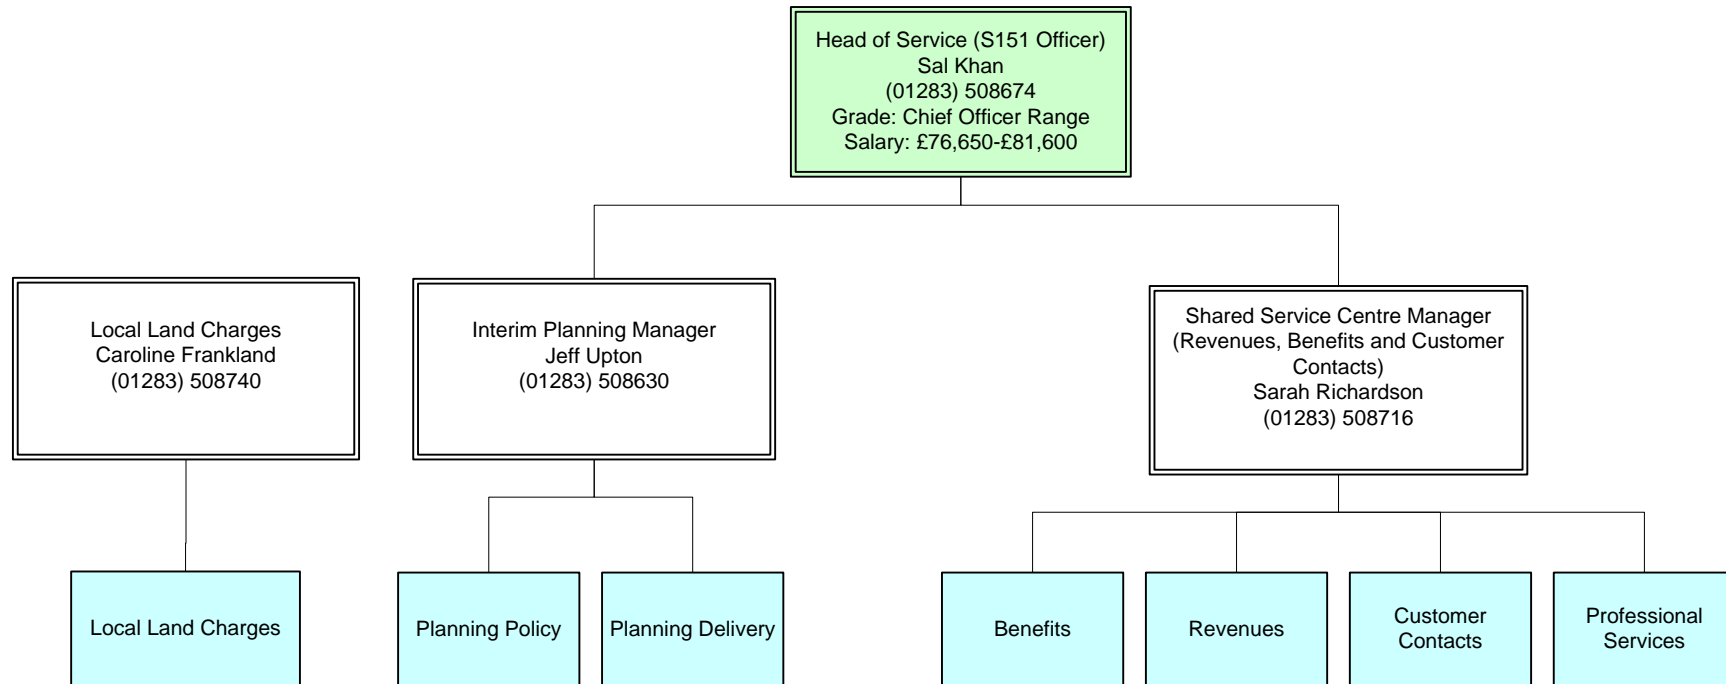 Head of Service (S151 Officer)
Sal Khan
(01283) 508674
Grade: Chief Officer Range
Salary: £76,650-£81,600
Local Land Charges
Caroline Frankland
(01283) 508740
Interim Planning Manager
Jeff Upton
(01283) 508630
Shared Service Centre Manager
(Revenues, Benefits and Customer
Contacts)
Sarah Richardson
(01283) 508716
Local Land Charges
Planning Policy
Planning Delivery
Benefits
Revenues
Customer
Contacts
Professional
Services